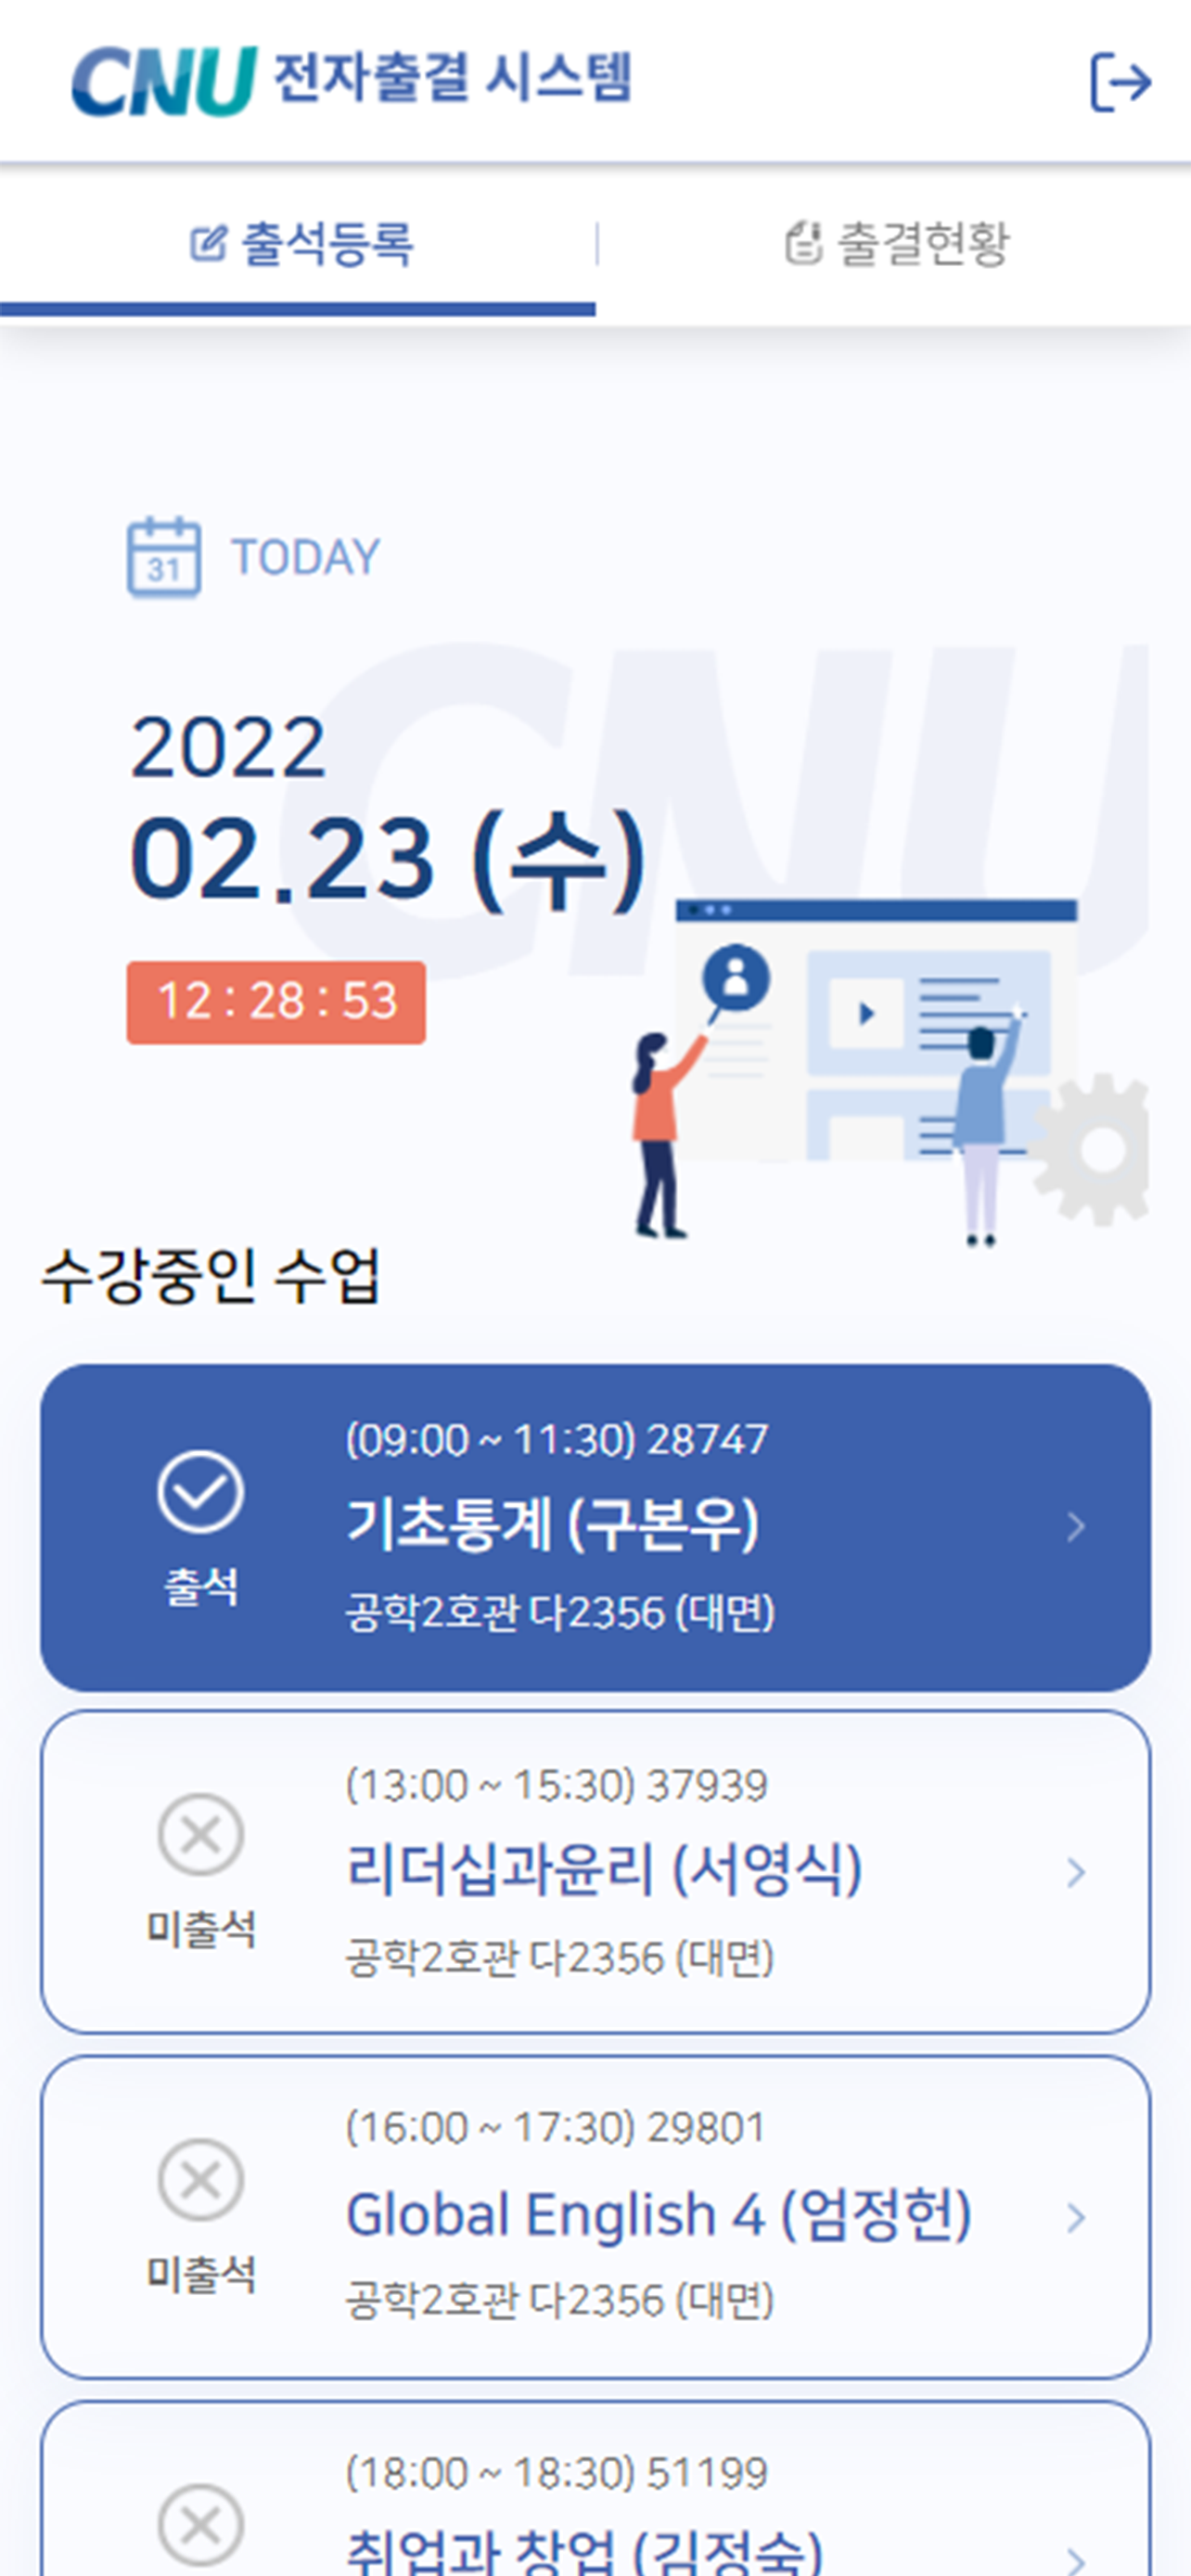 CNU 전자출결 시스템
출석등록
출결현황
31 TODAY
CNU
2022
02.23 (수)
12 : 28 : 53
수강중인 수업
(09:00 ~ 11:30) 28747
기초통계 (구본우)
출석
공학2호관 다2356 (대면)
(13:00 ~ 15:30) 37939
리더십과윤리 (서영식)
미출석
공학2호관 다2356 (대면)
(16:00 ~ 17:30) 29801
Global English 4 (엄정헌)
미출석
공학2호관 다2356 (대면)
(18:00 ~ 18:30) 51199
취업과 창업 (김정숙)